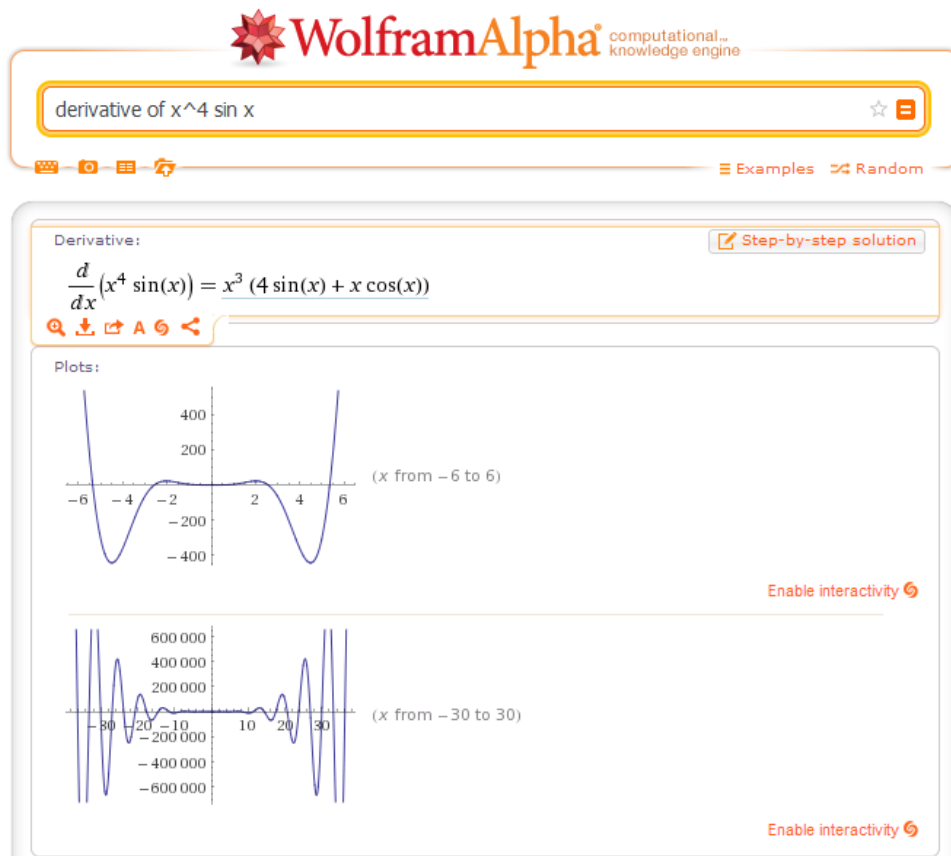 WolframAlpha computational... knowledge engine
derivative of x^4 sin x
Examples Random
Derivative: Step-by-step solution
d/dx(x⁴ sin(x)) = x³ (4 sin(x) + x cos(x))
A
Plots:
400
200
(x from −6 to 6)
−6 −4 −2 2 4 6
−200
−400
Enable interactivity
600 000
400 000
200 000
(x from −30 to 30)
−30 −20 −10 10 20 30
−200 000
−400 000
−600 000
Enable interactivity